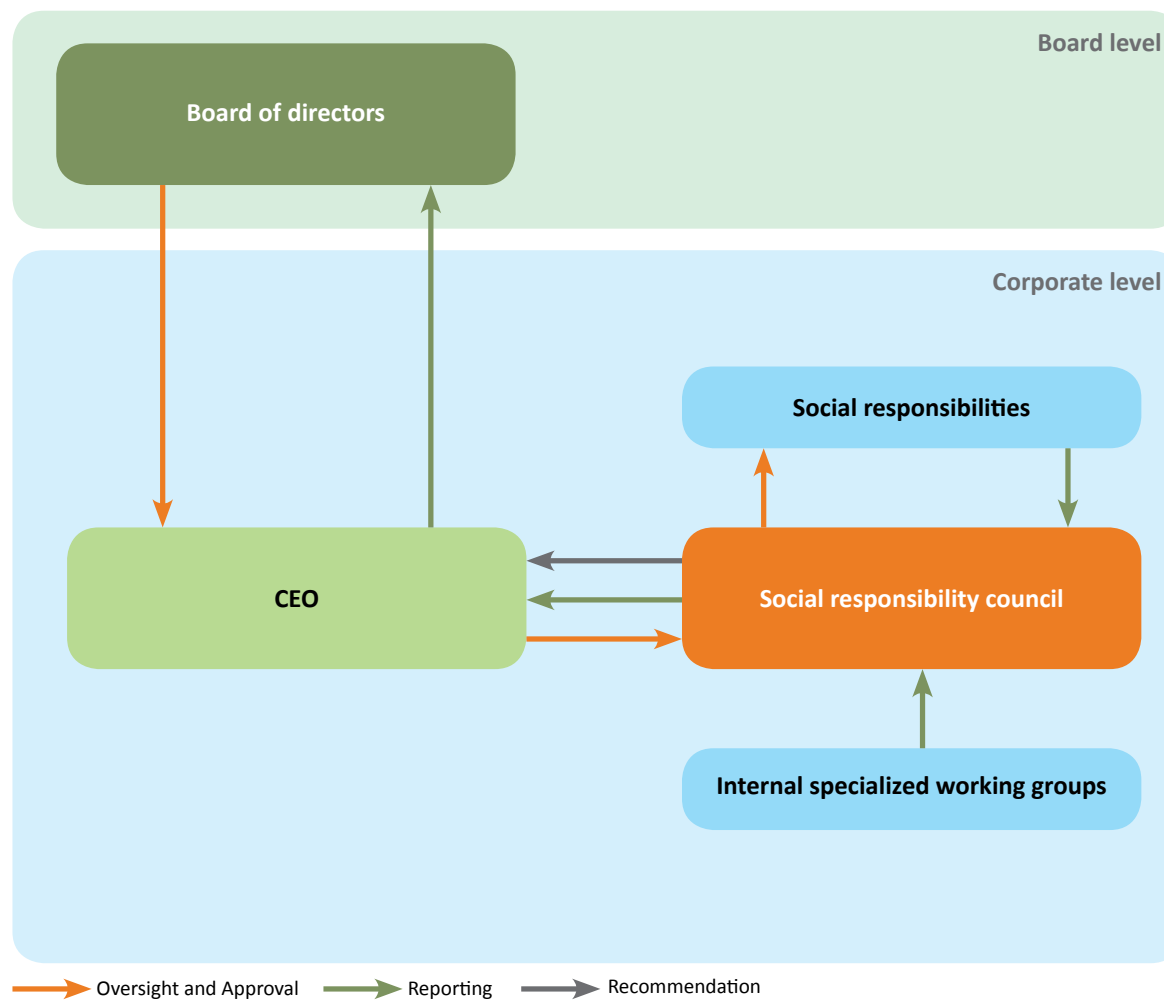 Board level
Board of directors
Corporate level
Social responsibilities
CEO
Social responsibility council
Internal specialized working groups
Oversight and Approval
Reporting
Recommendation